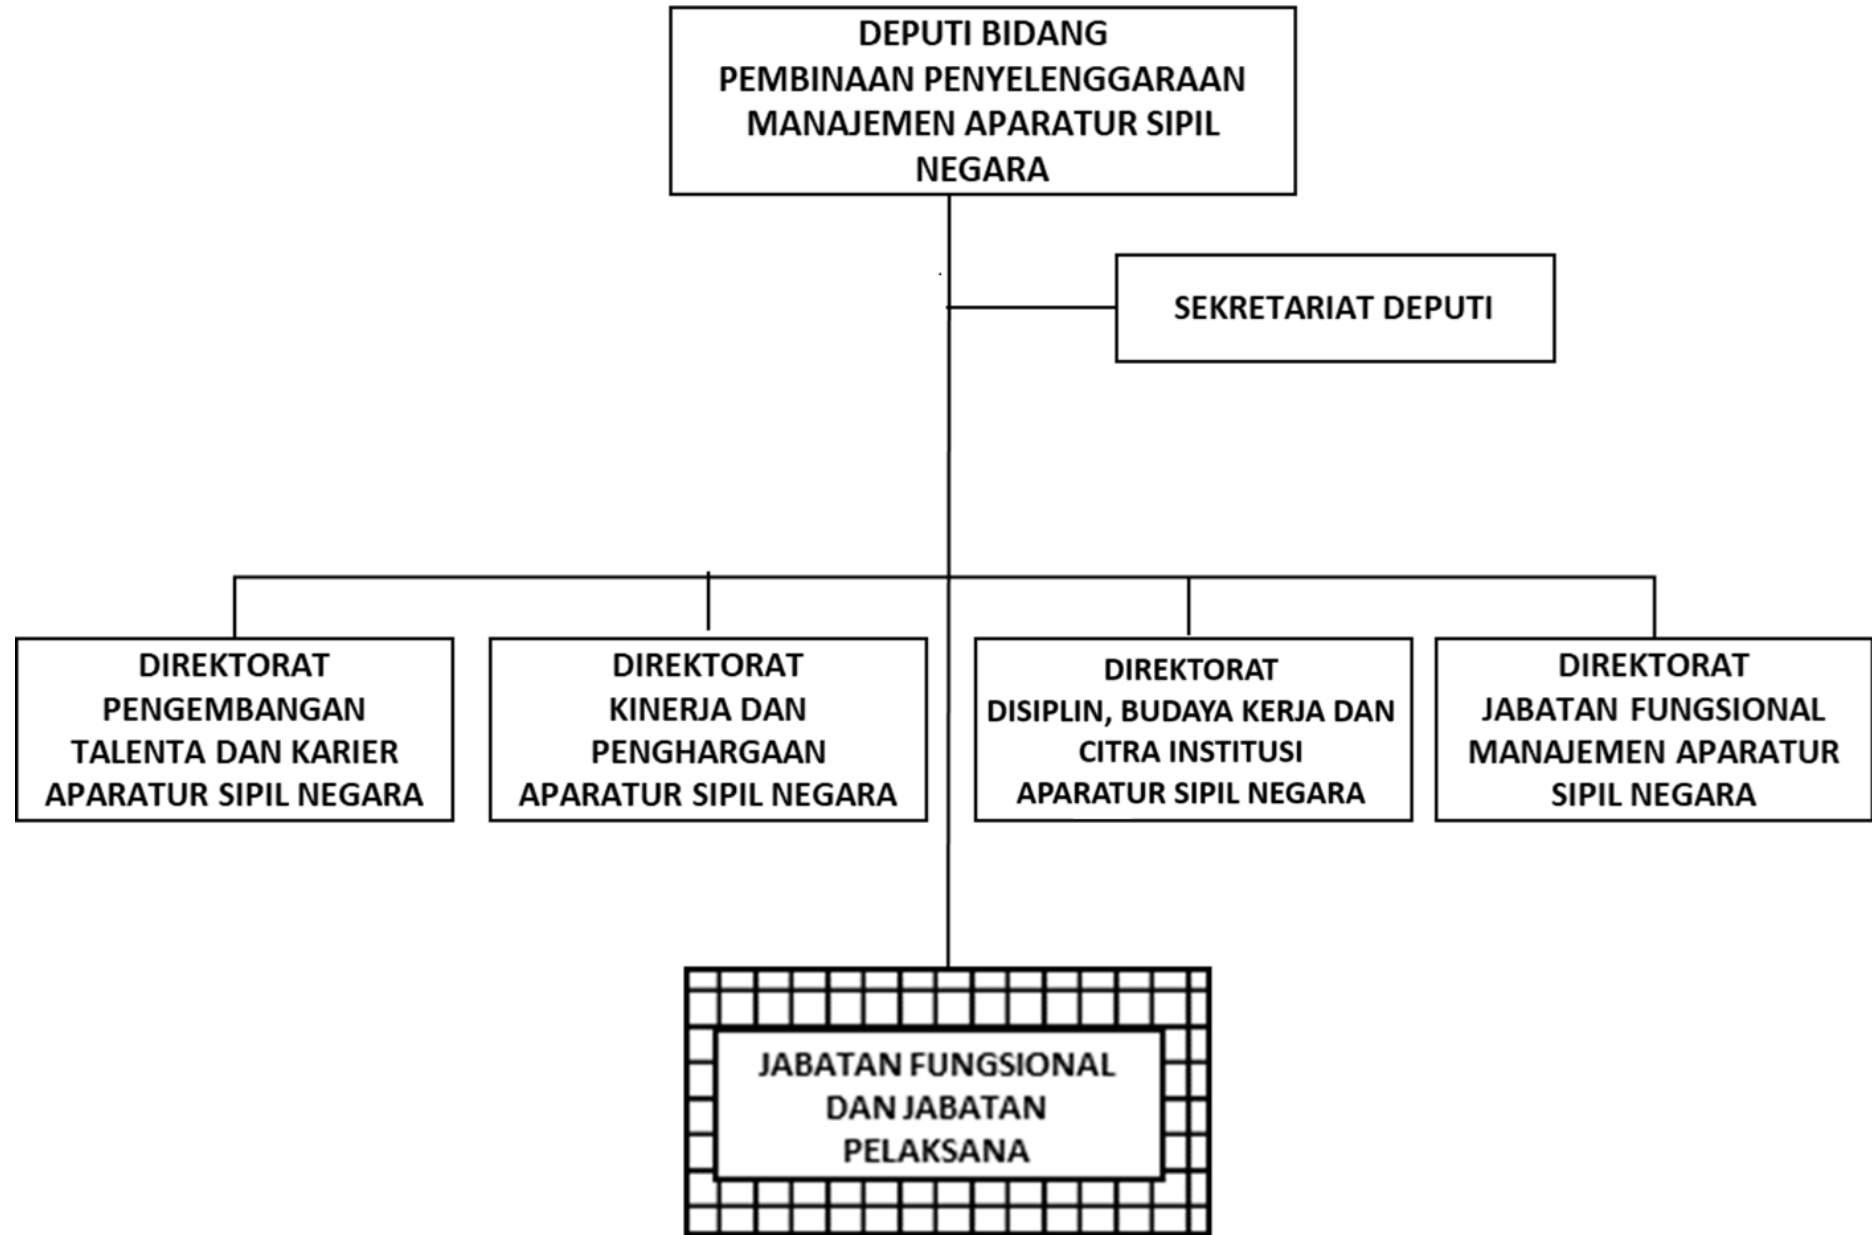 DEPUTI BIDANG
PEMBINAAN PENYELENGGARAAN
MANAJEMEN APARATUR SIPIL
NEGARA
SEKRETARIAT DEPUTI
DIREKTORAT
PENGEMBANGAN
TALENTA DAN KARIER
APARATUR SIPIL NEGARA
DIREKTORAT
KINERJA DAN
PENGHARGAAN
APARATUR SIPIL NEGARA
DIREKTORAT
DISIPLIN, BUDAYA KERJA DAN
CITRA INSTITUSI
APARATUR SIPIL NEGARA
DIREKTORAT
JABATAN FUNGSIONAL
MANAJEMEN APARATUR
SIPIL NEGARA
JABATAN FUNGSIONAL
DAN JABATAN
PELAKSANA